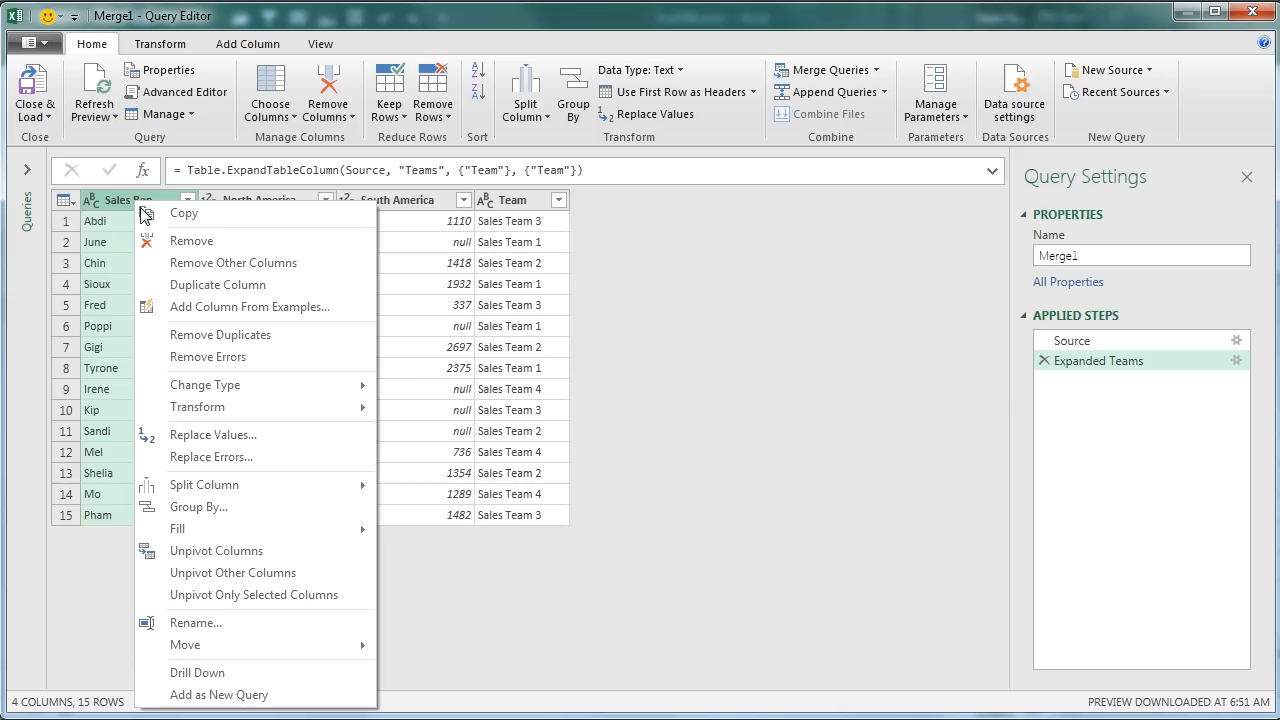 Merge1 - Query Editor
Home Transform Add Column View
Close & Load
Close
Refresh Preview
Properties
Advanced Editor
Manage
Query
Choose Columns
Remove Columns
Manage Columns
Keep Rows
Remove Rows
Reduce Rows
Sort
Split Column
Group By
Data Type: Text
Use First Row as Headers
Replace Values
Transform
Merge Queries
Append Queries
Combine Files
Combine
Manage Parameters
Parameters
Data source settings
Data Sources
New Source
Recent Sources
New Query
= Table.ExpandTableColumn(Source, "Teams", {"Team"}, {"Team"})
Queries
Sales Rep North America South America Team
1 Abdi 1110 Sales Team 3
2 June null Sales Team 1
3 Chin 1418 Sales Team 2
4 Sioux 1932 Sales Team 1
5 Fred 337 Sales Team 3
6 Poppi null Sales Team 1
7 Gigi 2697 Sales Team 2
8 Tyrone 2375 Sales Team 1
9 Irene null Sales Team 4
10 Kip null Sales Team 3
11 Sandi null Sales Team 2
12 Mel 736 Sales Team 4
13 Shelia 1354 Sales Team 2
14 Mo 1289 Sales Team 4
15 Pham 1482 Sales Team 3
Copy
Remove
Remove Other Columns
Duplicate Column
Add Column From Examples...
Remove Duplicates
Remove Errors
Change Type
Transform
Replace Values...
Replace Errors...
Split Column
Group By...
Fill
Unpivot Columns
Unpivot Other Columns
Unpivot Only Selected Columns
Rename...
Move
Drill Down
Add as New Query
Query Settings
PROPERTIES
Name
Merge1
All Properties
APPLIED STEPS
Source
Expanded Teams
4 COLUMNS, 15 ROWS
PREVIEW DOWNLOADED AT 6:51 AM